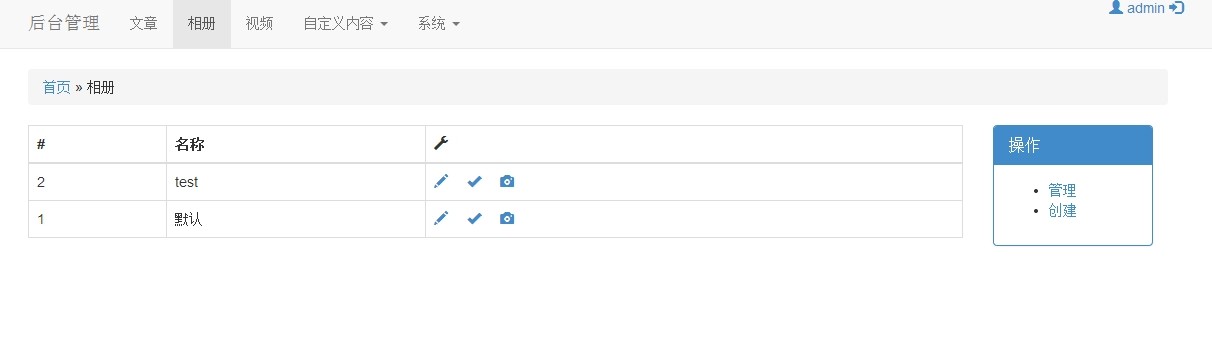 后台管理 文章 相册 视频 自定义内容 系统 admin
首页 » 相册
# 名称
2 test
1 默认
操作
管理
创建